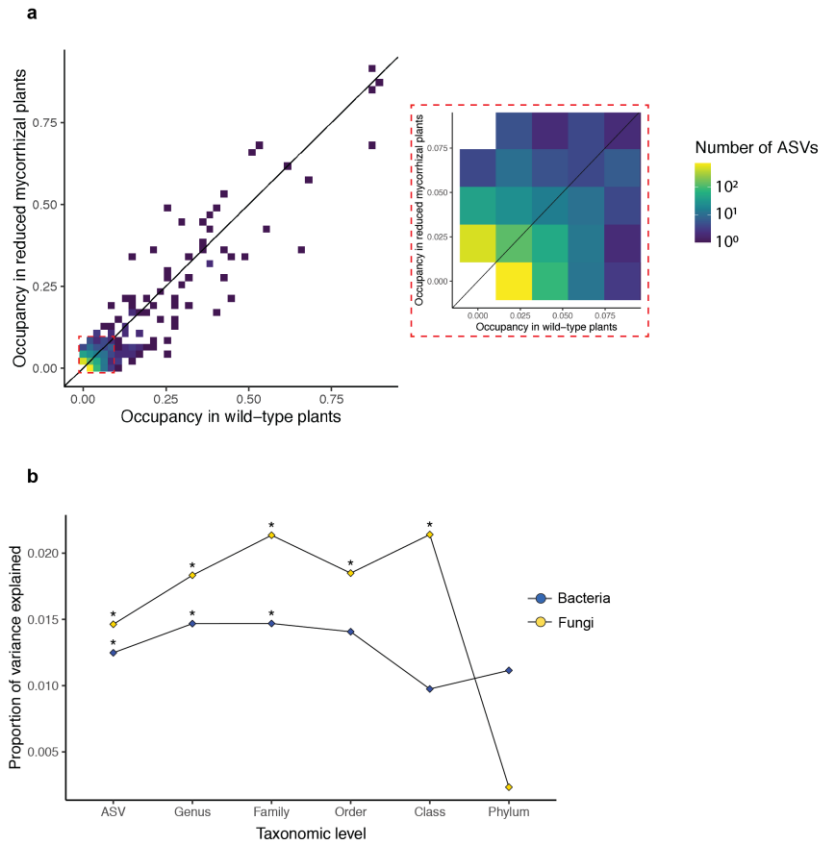 a
Occupancy in reduced mycorrhizal plants
0.75
0.50
0.25
0.00
0.00 0.25 0.50 0.75
Occupancy in wild−type plants
Occupancy in reduced mycorrhizal plants
0.075
0.050
0.025
0.000
0.000 0.025 0.050 0.075
Occupancy in wild−type plants
Number of ASVs
10²
10¹
10⁰
b
Proportion of variance explained
0.020
0.015
0.010
0.005
* * * * *
* * *
ASV Genus Family Order Class Phylum
Taxonomic level
Bacteria
Fungi